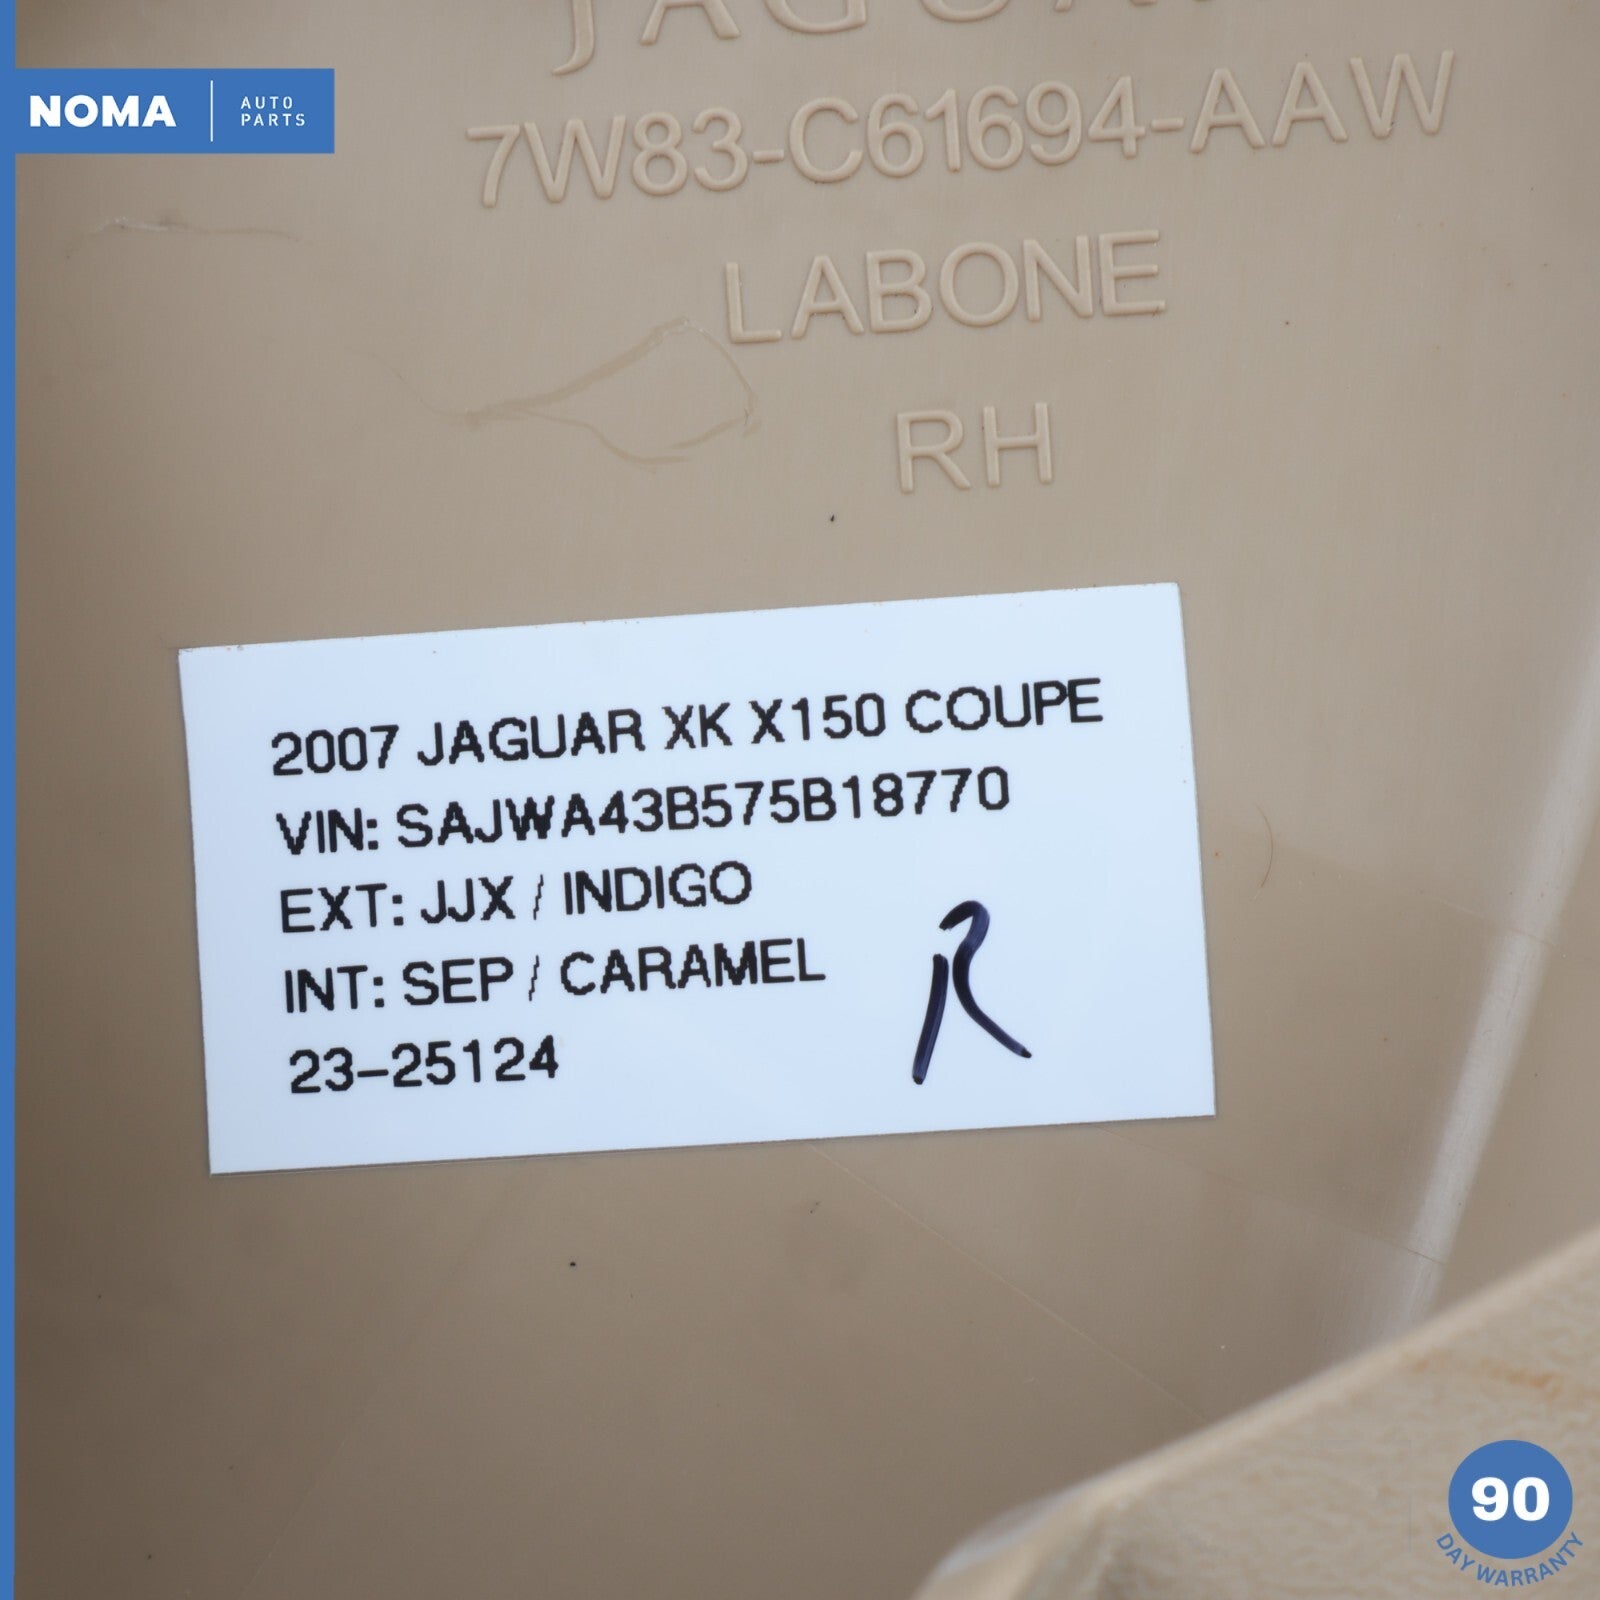 JAGUAR
NOMA
AUTO
PARTS
7W83-C61694-AAW
LABONE
RH
2007 JAGUAR XK X150 COUPE
VIN: SAJWA43B575B18770
EXT: JJX / INDIGO
INT: SEP / CARAMEL
R
23-25124
90
DAY WARRANTY